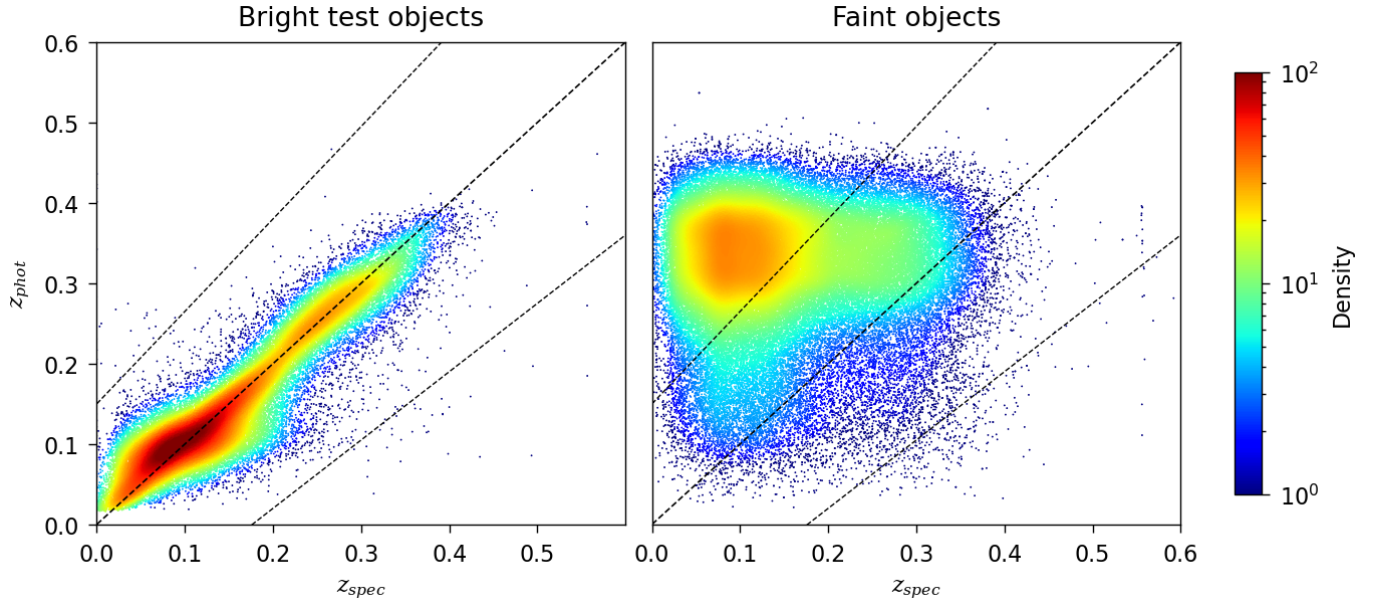 Bright test objects
Faint objects
z_phot
0.6
0.5
0.4
0.3
0.2
0.1
0.0
0.0 0.1 0.2 0.3 0.4 0.5
z_spec
0.0 0.1 0.2 0.3 0.4 0.5 0.6
z_spec
10^2
10^1
10^0
Density